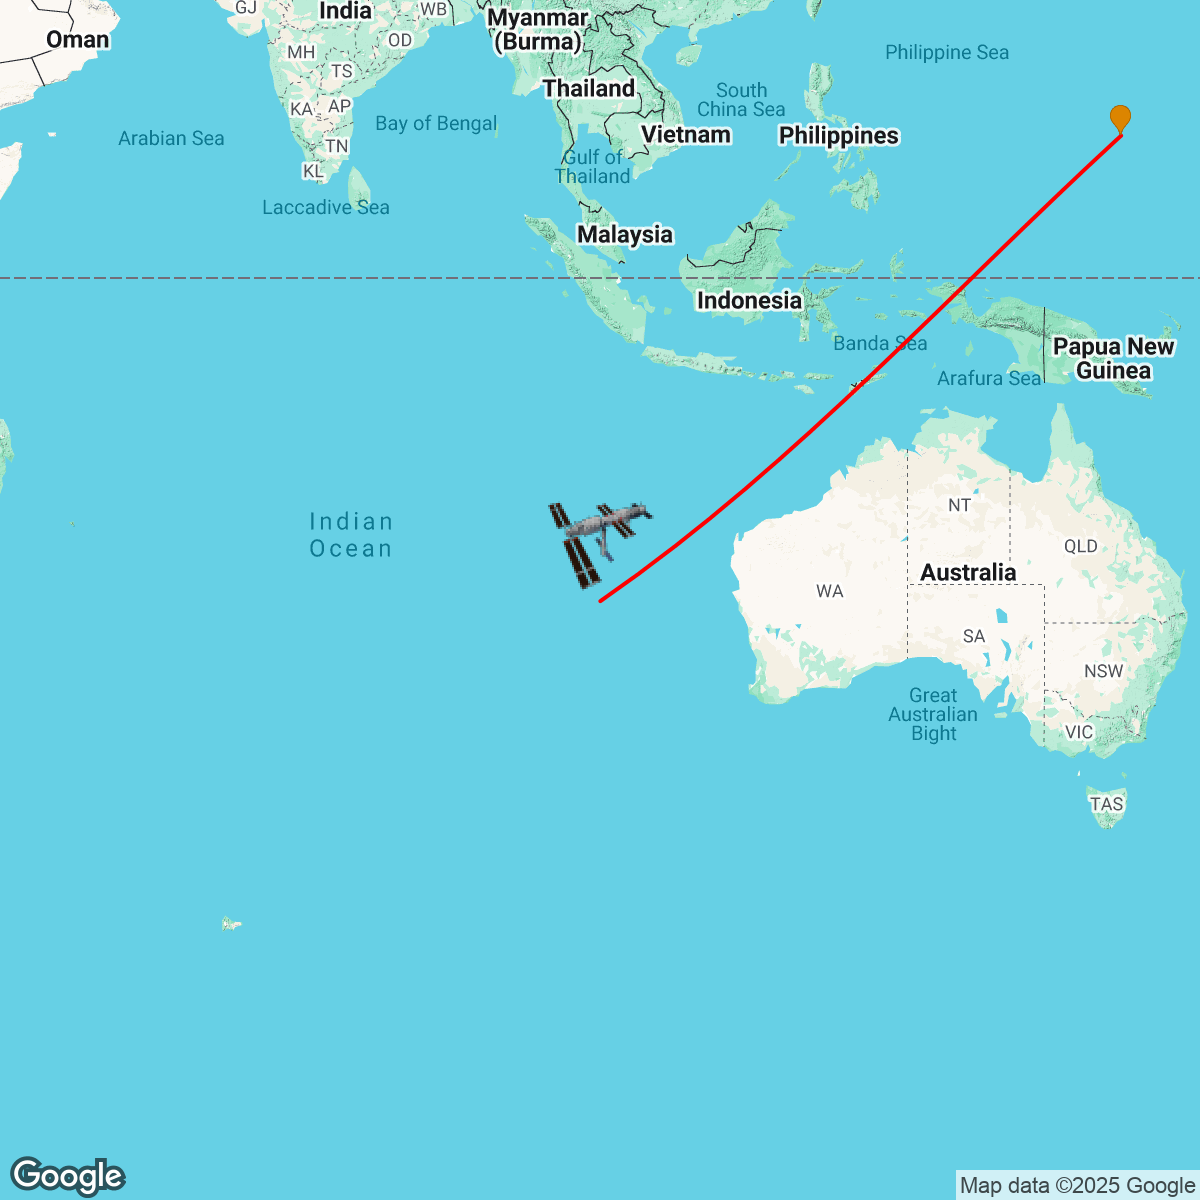 GJ
India
WB
Myanmar
(Burma)
Oman
MH
OD
Philippine Sea
TS
Thailand
South
China Sea
KA
AP
Arabian Sea
Bay of Bengal
Vietnam
Philippines
TN
Gulf of
Thailand
KL
Laccadive Sea
Malaysia
Indonesia
Banda Sea
Papua New
Guinea
Arafura Sea
Indian
Ocean
NT
QLD
Australia
WA
SA
NSW
Great
Australian
Bight
VIC
TAS
Google
Map data ©2025 Google